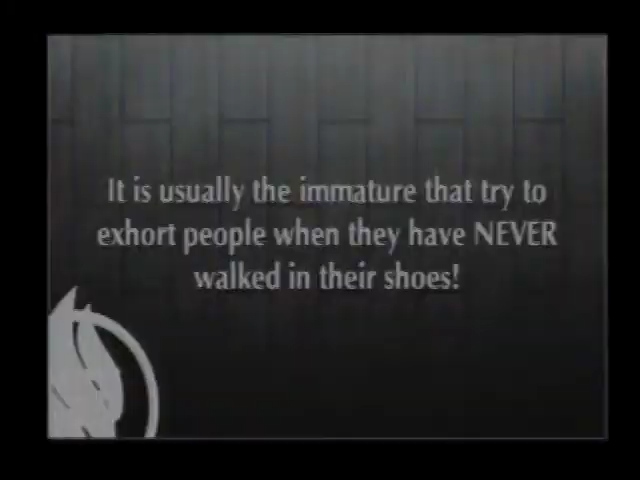 It is usually the immature that try to
exhort people when they have NEVER
walked in their shoes!